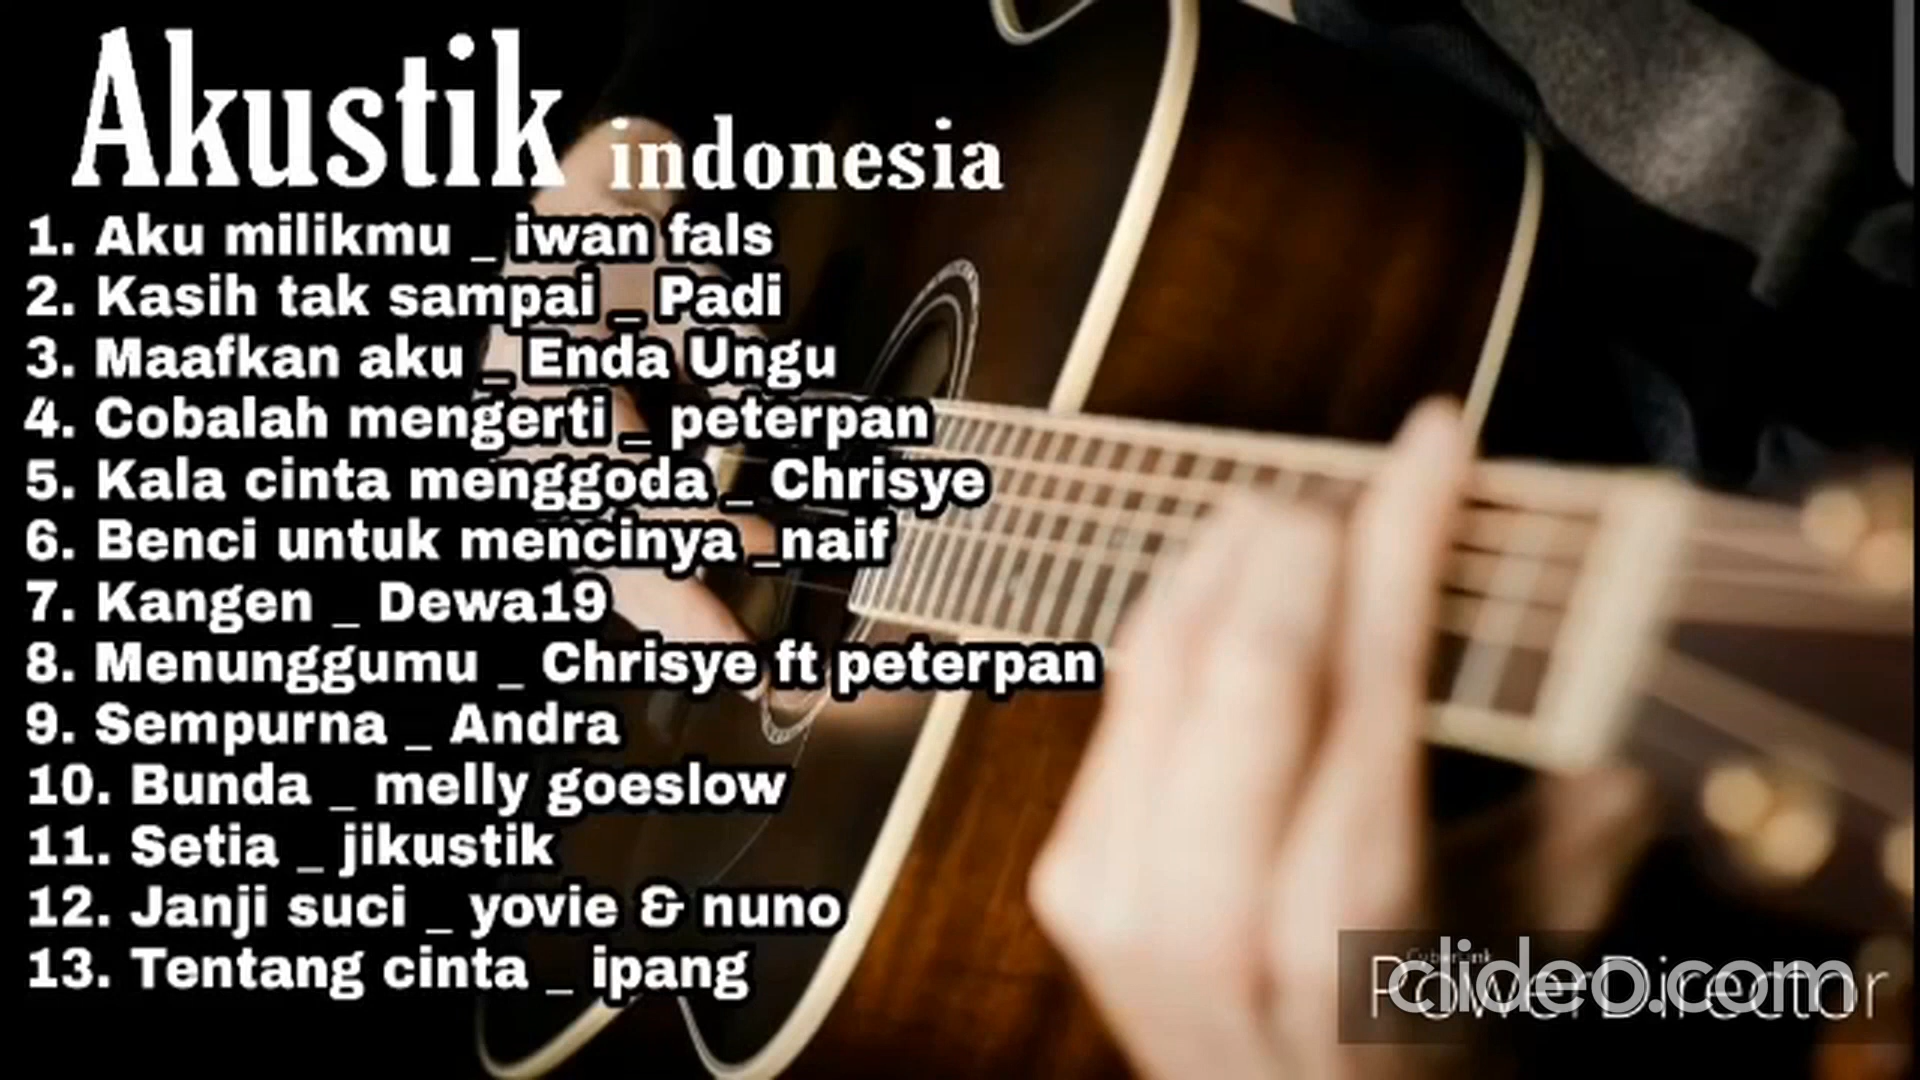 Akustik indonesia
1. Aku milikmu _ iwan fals
2. Kasih tak sampai _ Padi
3. Maafkan aku _ Enda Ungu
4. Cobalah mengerti _ peterpan
5. Kala cinta menggoda _ Chrisye
6. Benci untuk mencinya _naif
7. Kangen _ Dewa19
8. Menunggumu _ Chrisye ft peterpan
9. Sempurna _ Andra
10. Bunda _ melly goeslow
11. Setia _ jikustik
12. Janji suci _ yovie & nuno
13. Tentang cinta _ ipang
CyberLink
PowerDirector
clideo.com